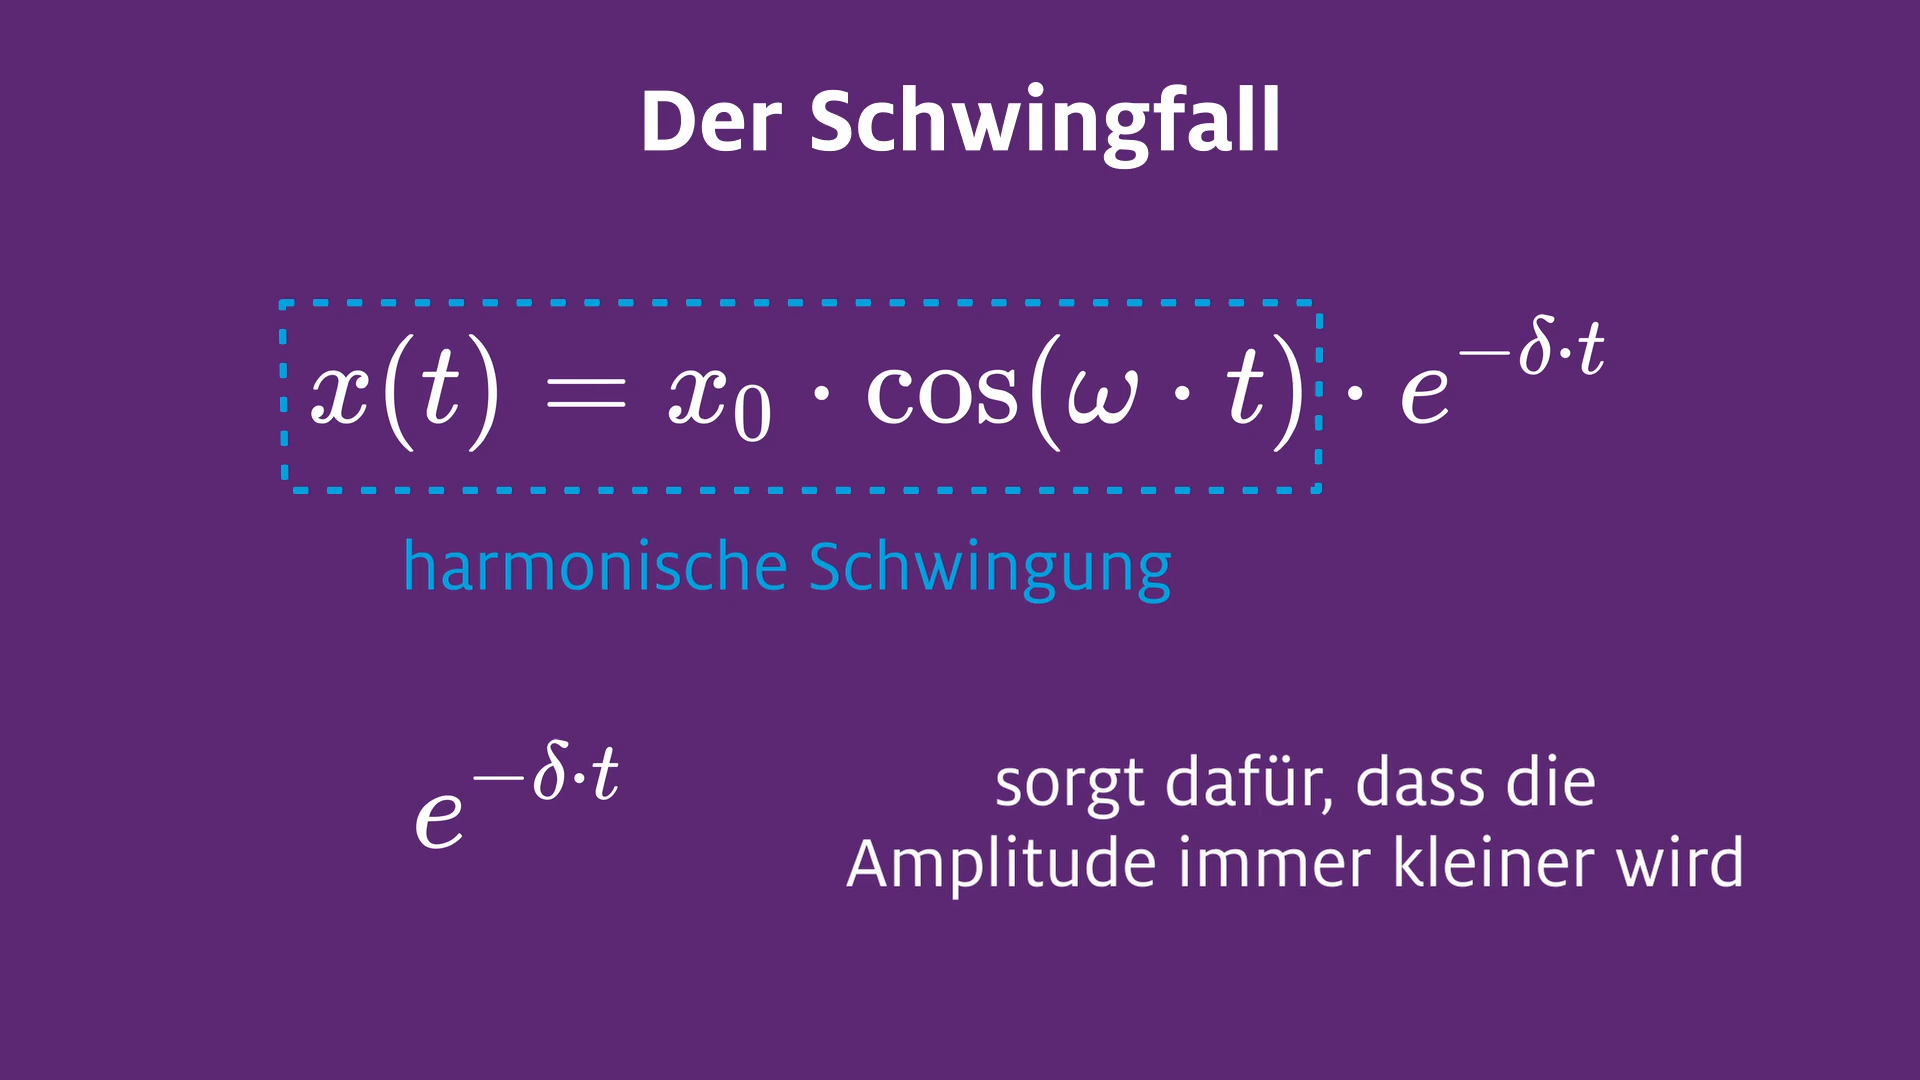 Der Schwingfall
x(t) = x₀ · cos(ω · t) · e^{−δ·t}
harmonische Schwingung
e^{−δ·t}
sorgt dafür, dass die
Amplitude immer kleiner wird